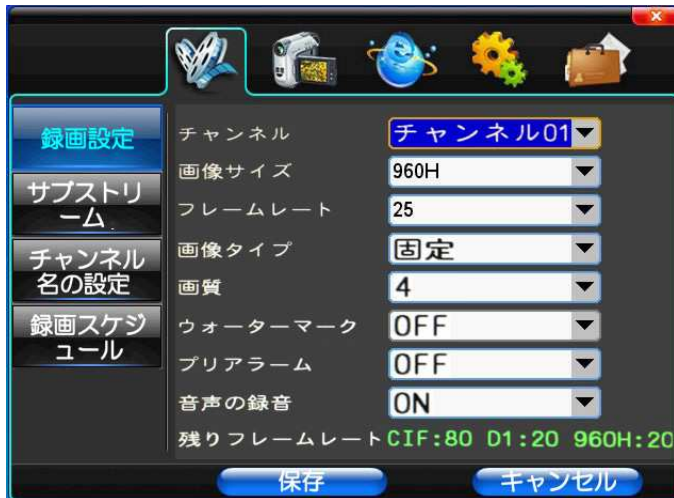 録画設定
サブストリ
ーム
チャンネル
名の設定
録画スケジ
ュール
チャンネル チャンネル01
画像サイズ 960H
フレームレート 25
画像タイプ 固定
画質 4
ウォーターマーク OFF
プリアラーム OFF
音声の録音 ON
残りフレームレート CIF:80 D1:20 960H:20
保存 キャンセル